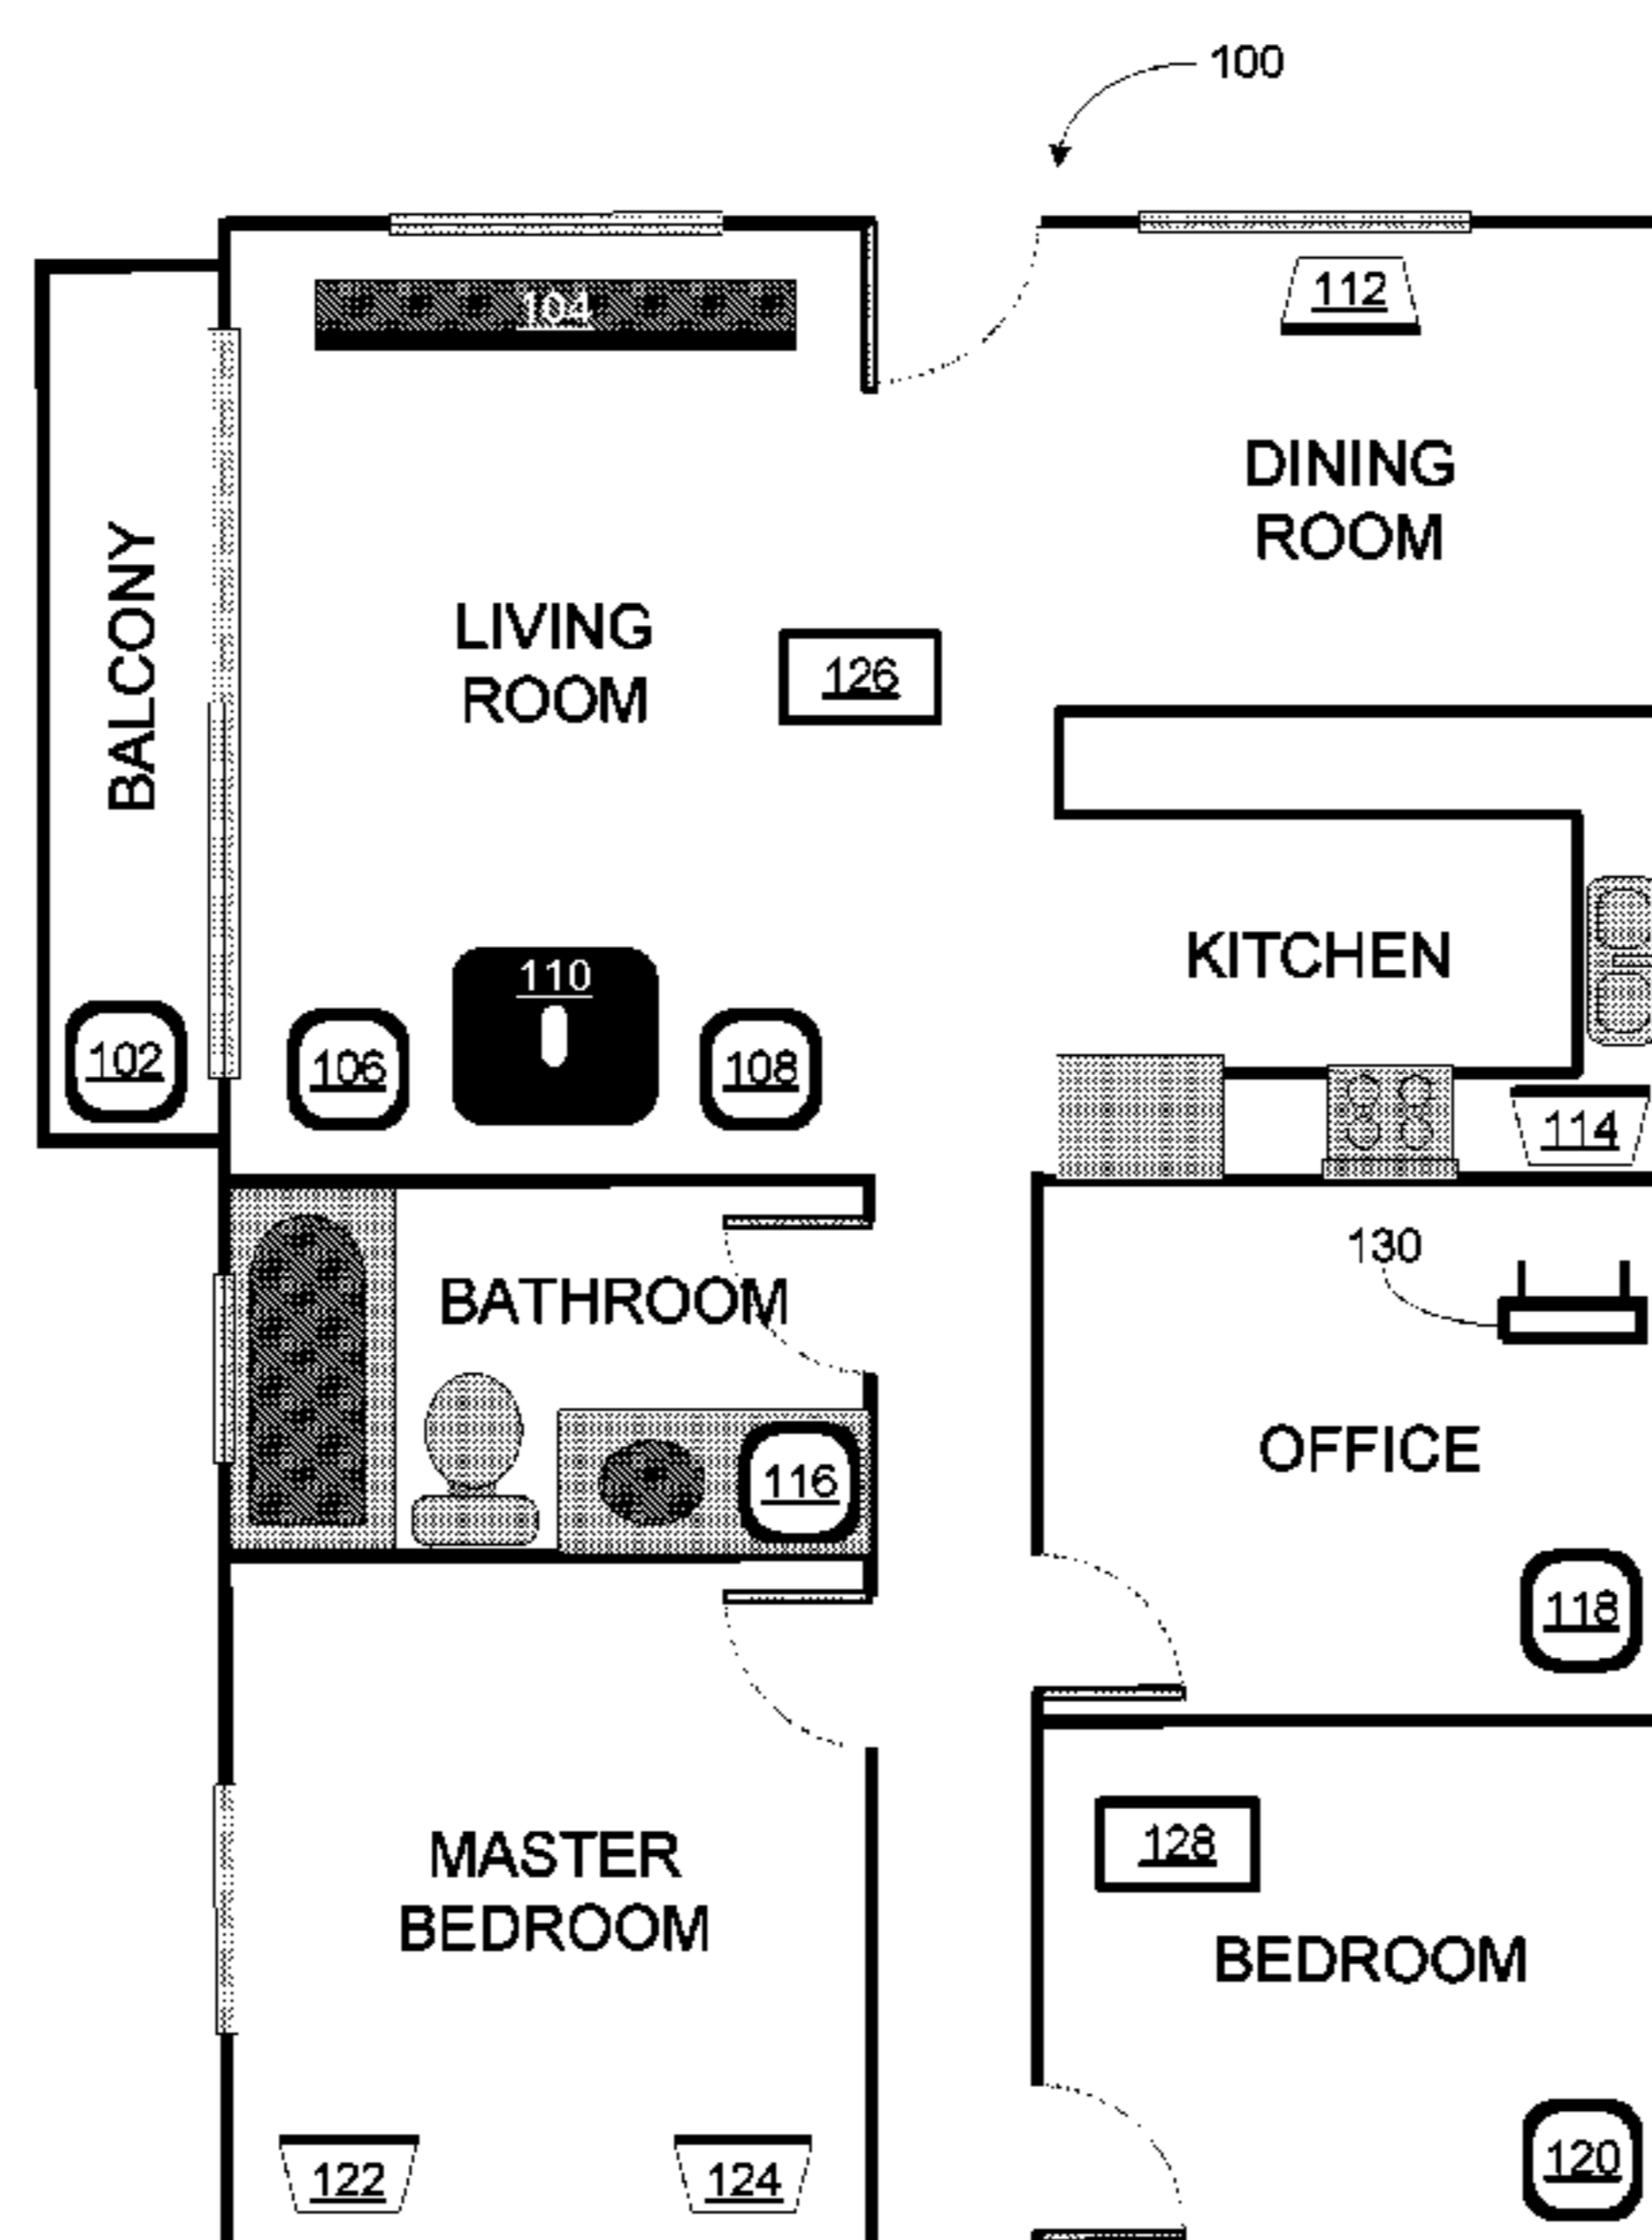 100
104
112
DINING
ROOM
BALCONY
LIVING
ROOM
126
KITCHEN
110
102
106
108
114
130
BATHROOM
OFFICE
116
118
128
MASTER
BEDROOM
BEDROOM
122
124
120